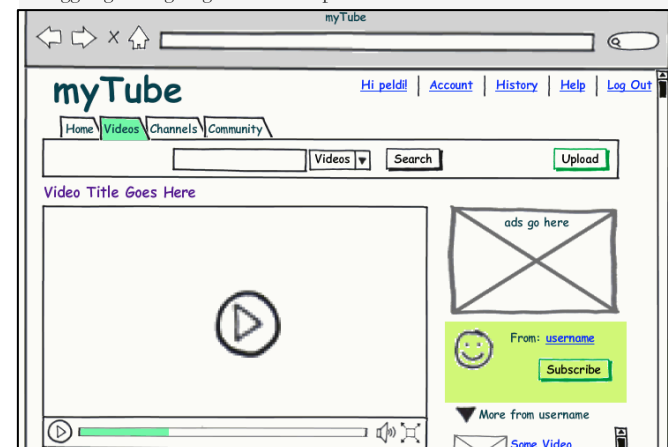 myTube
myTube
Hi peldi! Account History Help Log Out
Home Videos Channels Community
Videos Search Upload
Video Title Goes Here
ads go here
From: username
Subscribe
More from username
Some Video